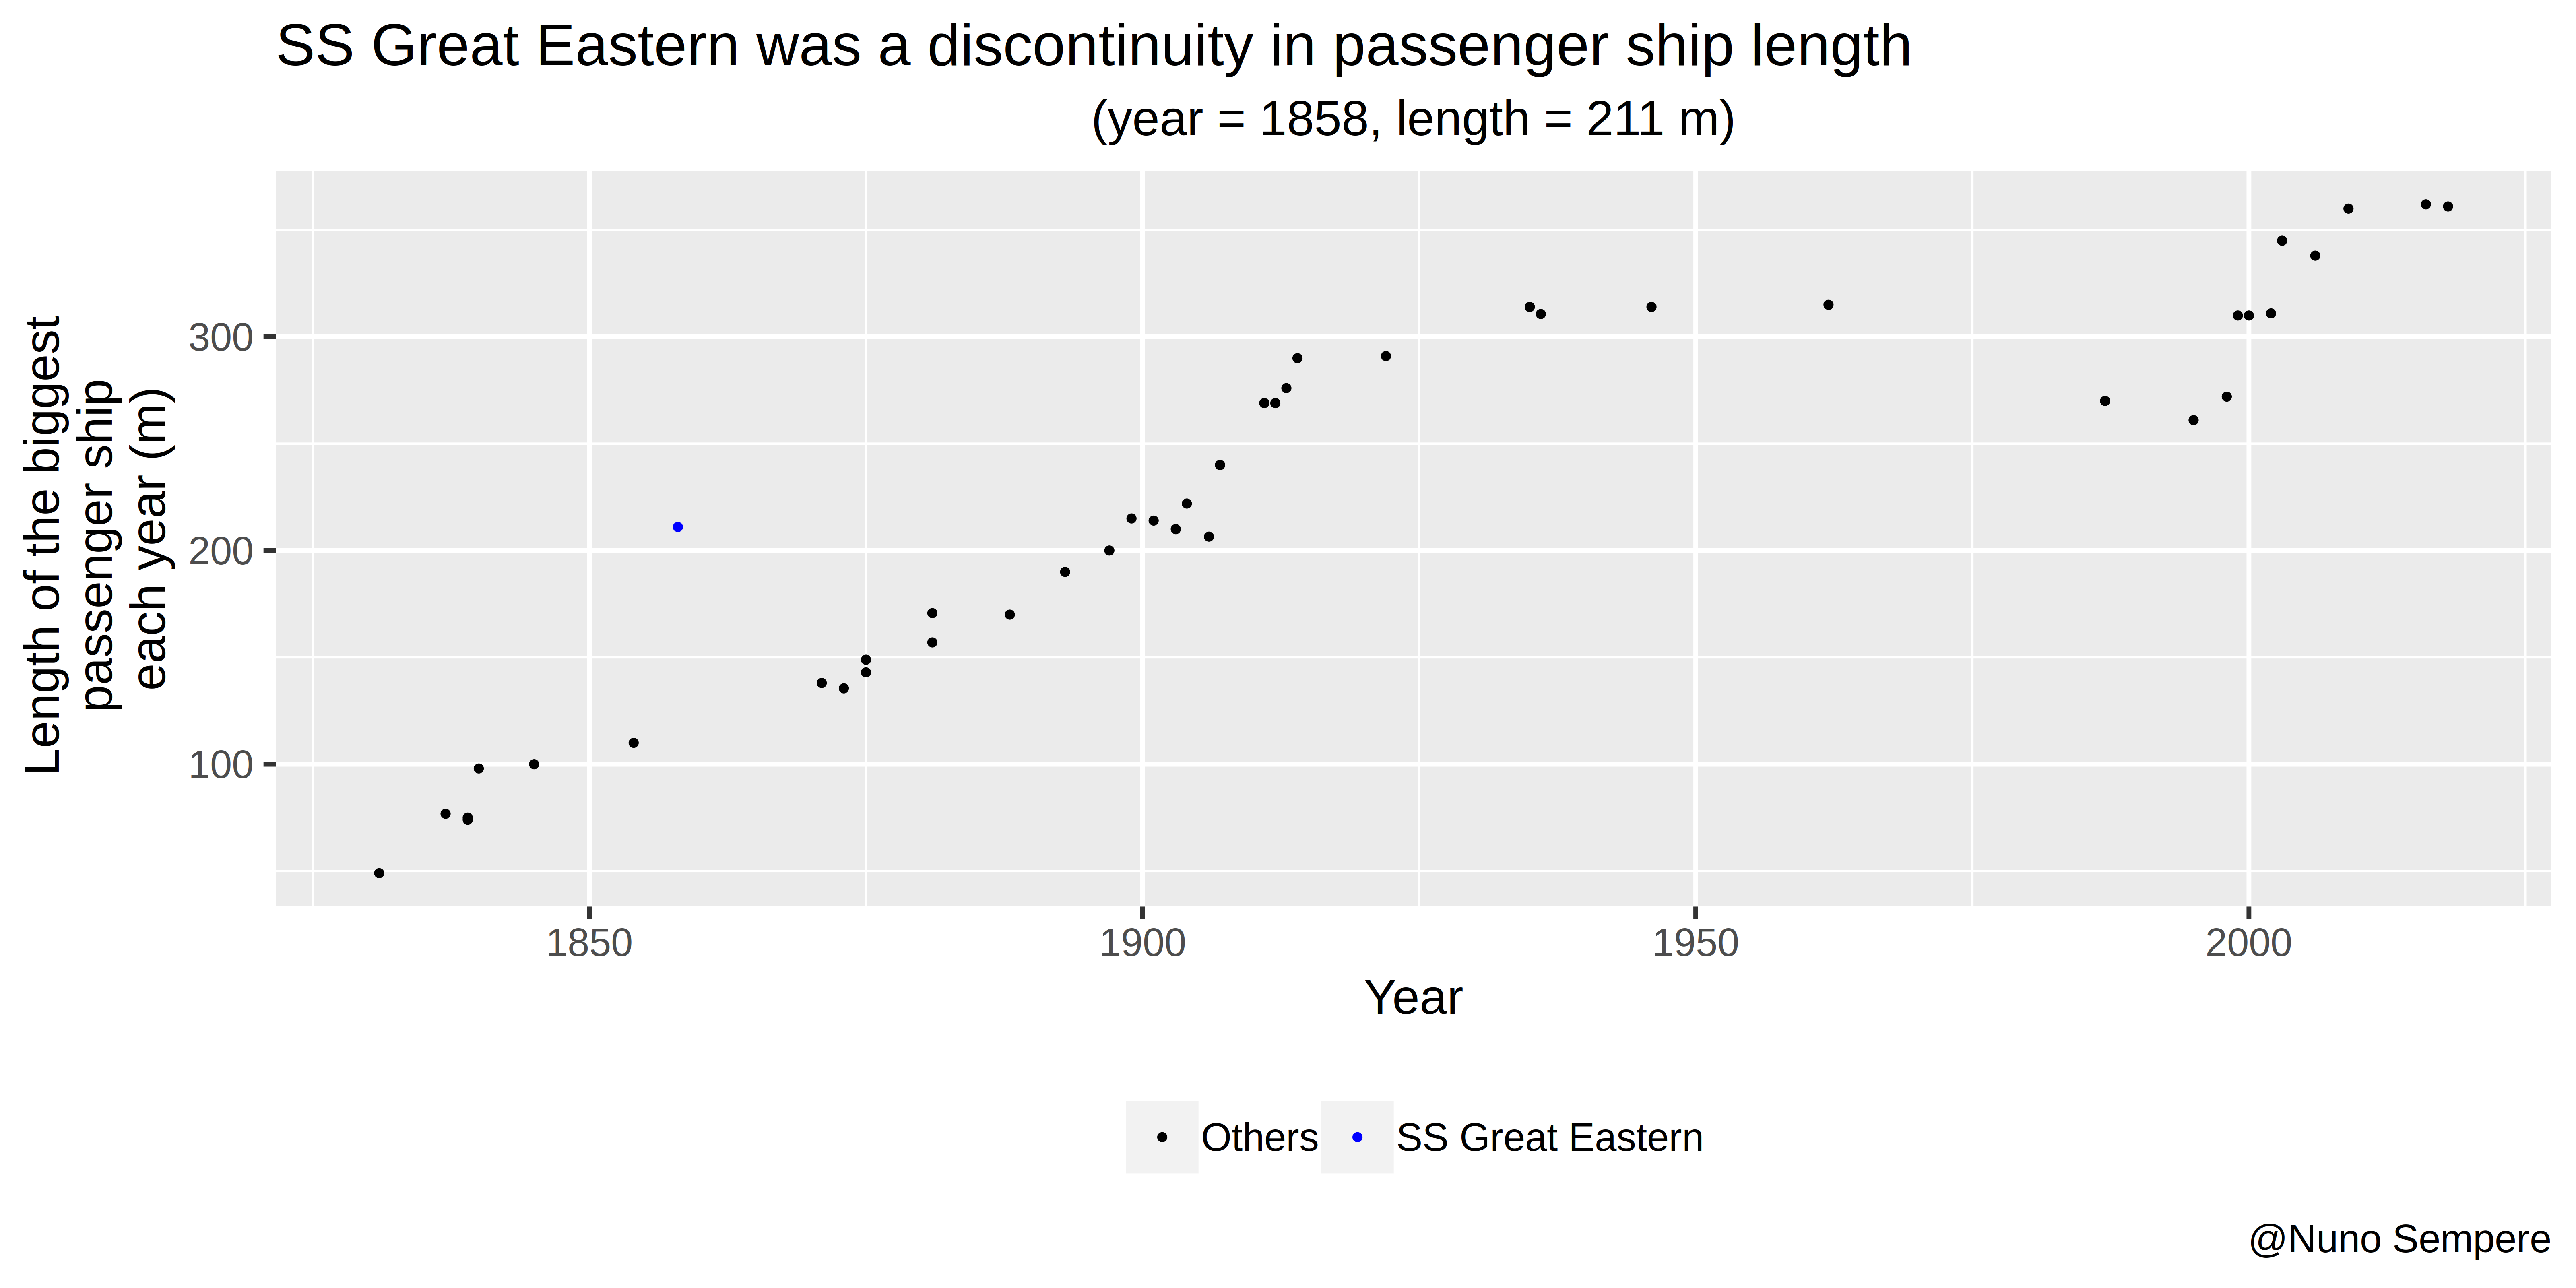 SS Great Eastern was a discontinuity in passenger ship length
(year = 1858, length = 211 m)
Length of the biggest
passenger ship
each year (m)
300
200
100
1850
1900
1950
2000
Year
Others
SS Great Eastern
@Nuno Sempere